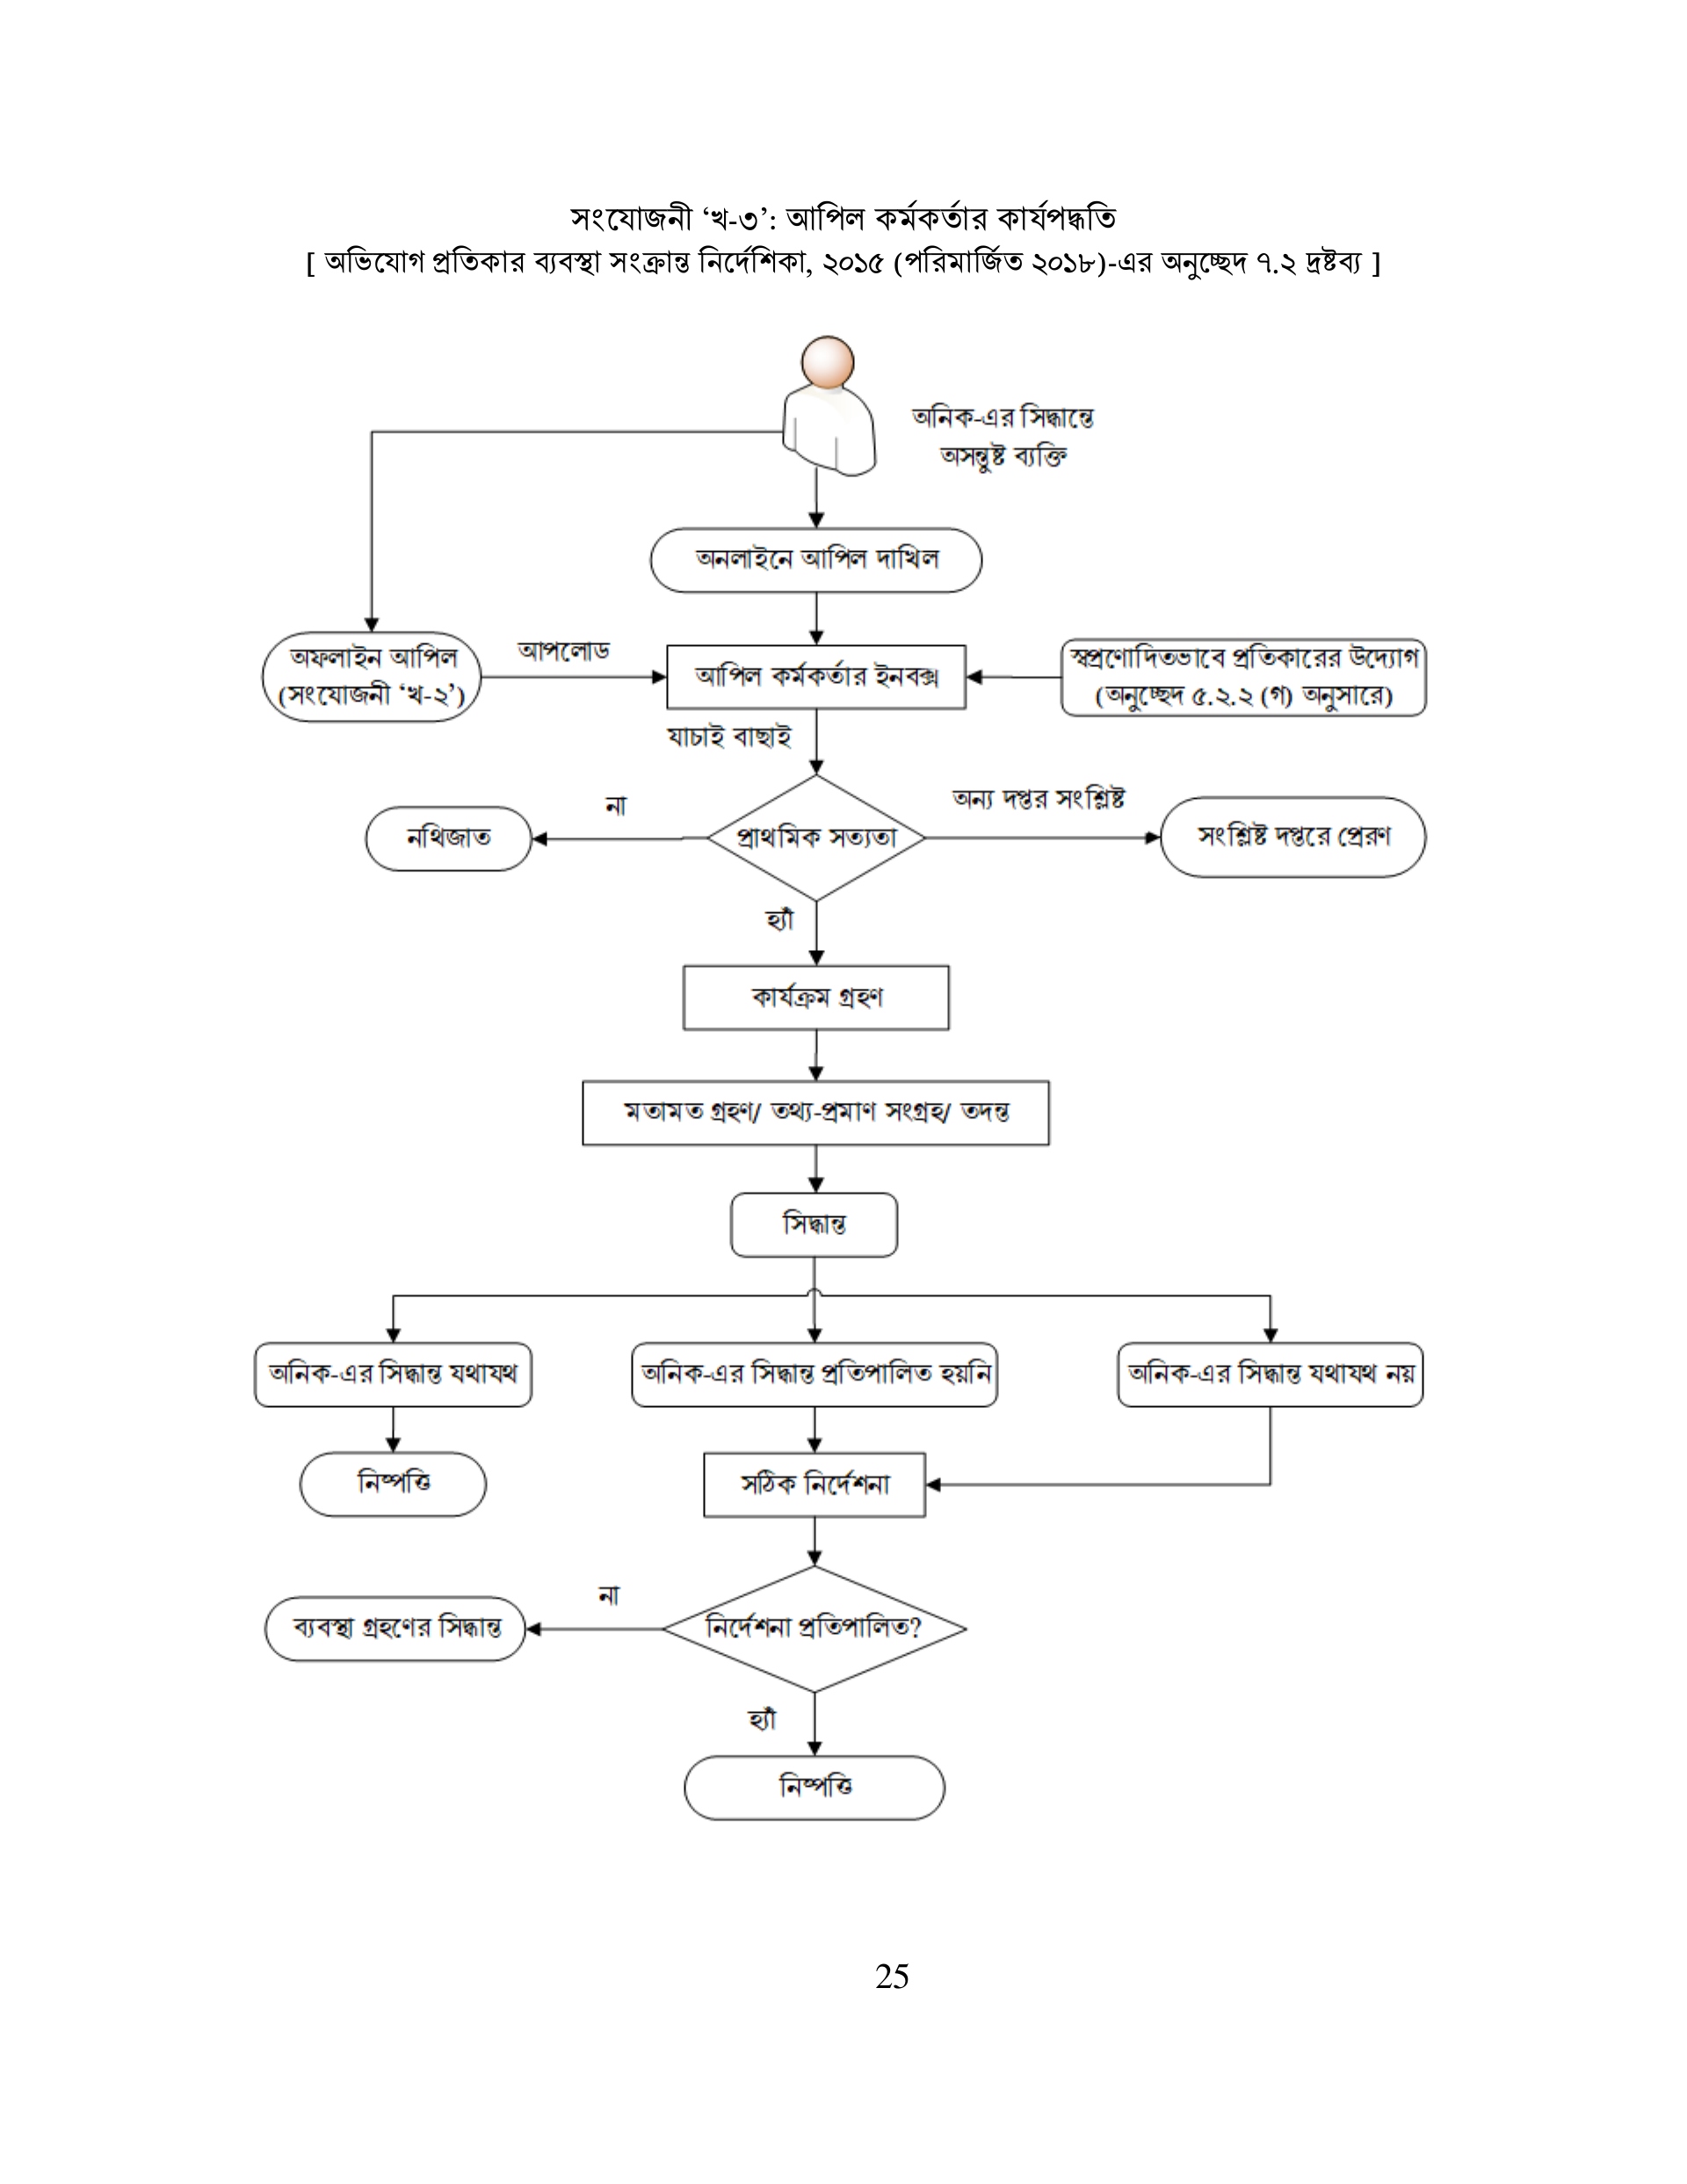 সংযোজনী ‘খ-৩’: আপিল কর্মকর্তার কার্যপদ্ধতি
[ অভিযোগ প্রতিকার ব্যবস্থা সংক্রান্ত নির্দেশিকা, ২০১৫ (পরিমার্জিত ২০১৮)-এর অনুচ্ছেদ ৭.২ দ্রষ্টব্য ]
অনিক-এর সিদ্ধান্তে
অসন্তুষ্ট ব্যক্তি
অনলাইনে আপিল দাখিল
অফলাইন আপিল
(সংযোজনী ‘খ-২’)
আপলোড
আপিল কর্মকর্তার ইনবক্স
স্বপ্রণোদিতভাবে প্রতিকারের উদ্যোগ
(অনুচ্ছেদ ৫.২.২ (গ) অনুসারে)
যাচাই বাছাই
না
অন্য দপ্তর সংশ্লিষ্ট
নথিজাত
প্রাথমিক সত্যতা
সংশ্লিষ্ট দপ্তরে প্রেরণ
হ্যাঁ
কার্যক্রম গ্রহণ
মতামত গ্রহণ/ তথ্য-প্রমাণ সংগ্রহ/ তদন্ত
সিদ্ধান্ত
অনিক-এর সিদ্ধান্ত যথাযথ
অনিক-এর সিদ্ধান্ত প্রতিপালিত হয়নি
অনিক-এর সিদ্ধান্ত যথাযথ নয়
নিষ্পত্তি
সঠিক নির্দেশনা
না
ব্যবস্থা গ্রহণের সিদ্ধান্ত
নির্দেশনা প্রতিপালিত?
হ্যাঁ
নিষ্পত্তি
25